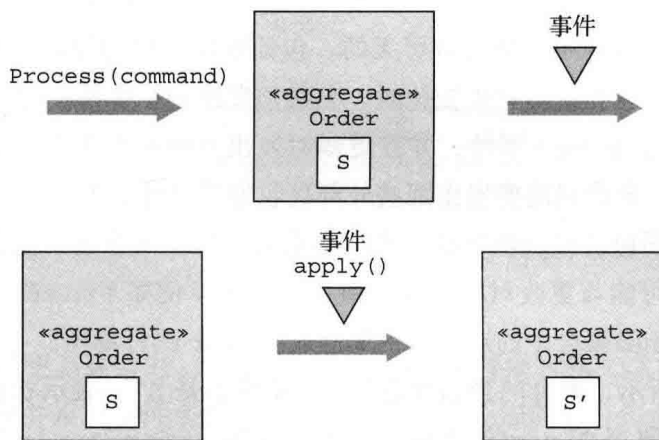 事件
Process(command)
«aggregate»
Order
S
事件
apply()
«aggregate»
Order
S
«aggregate»
Order
S'